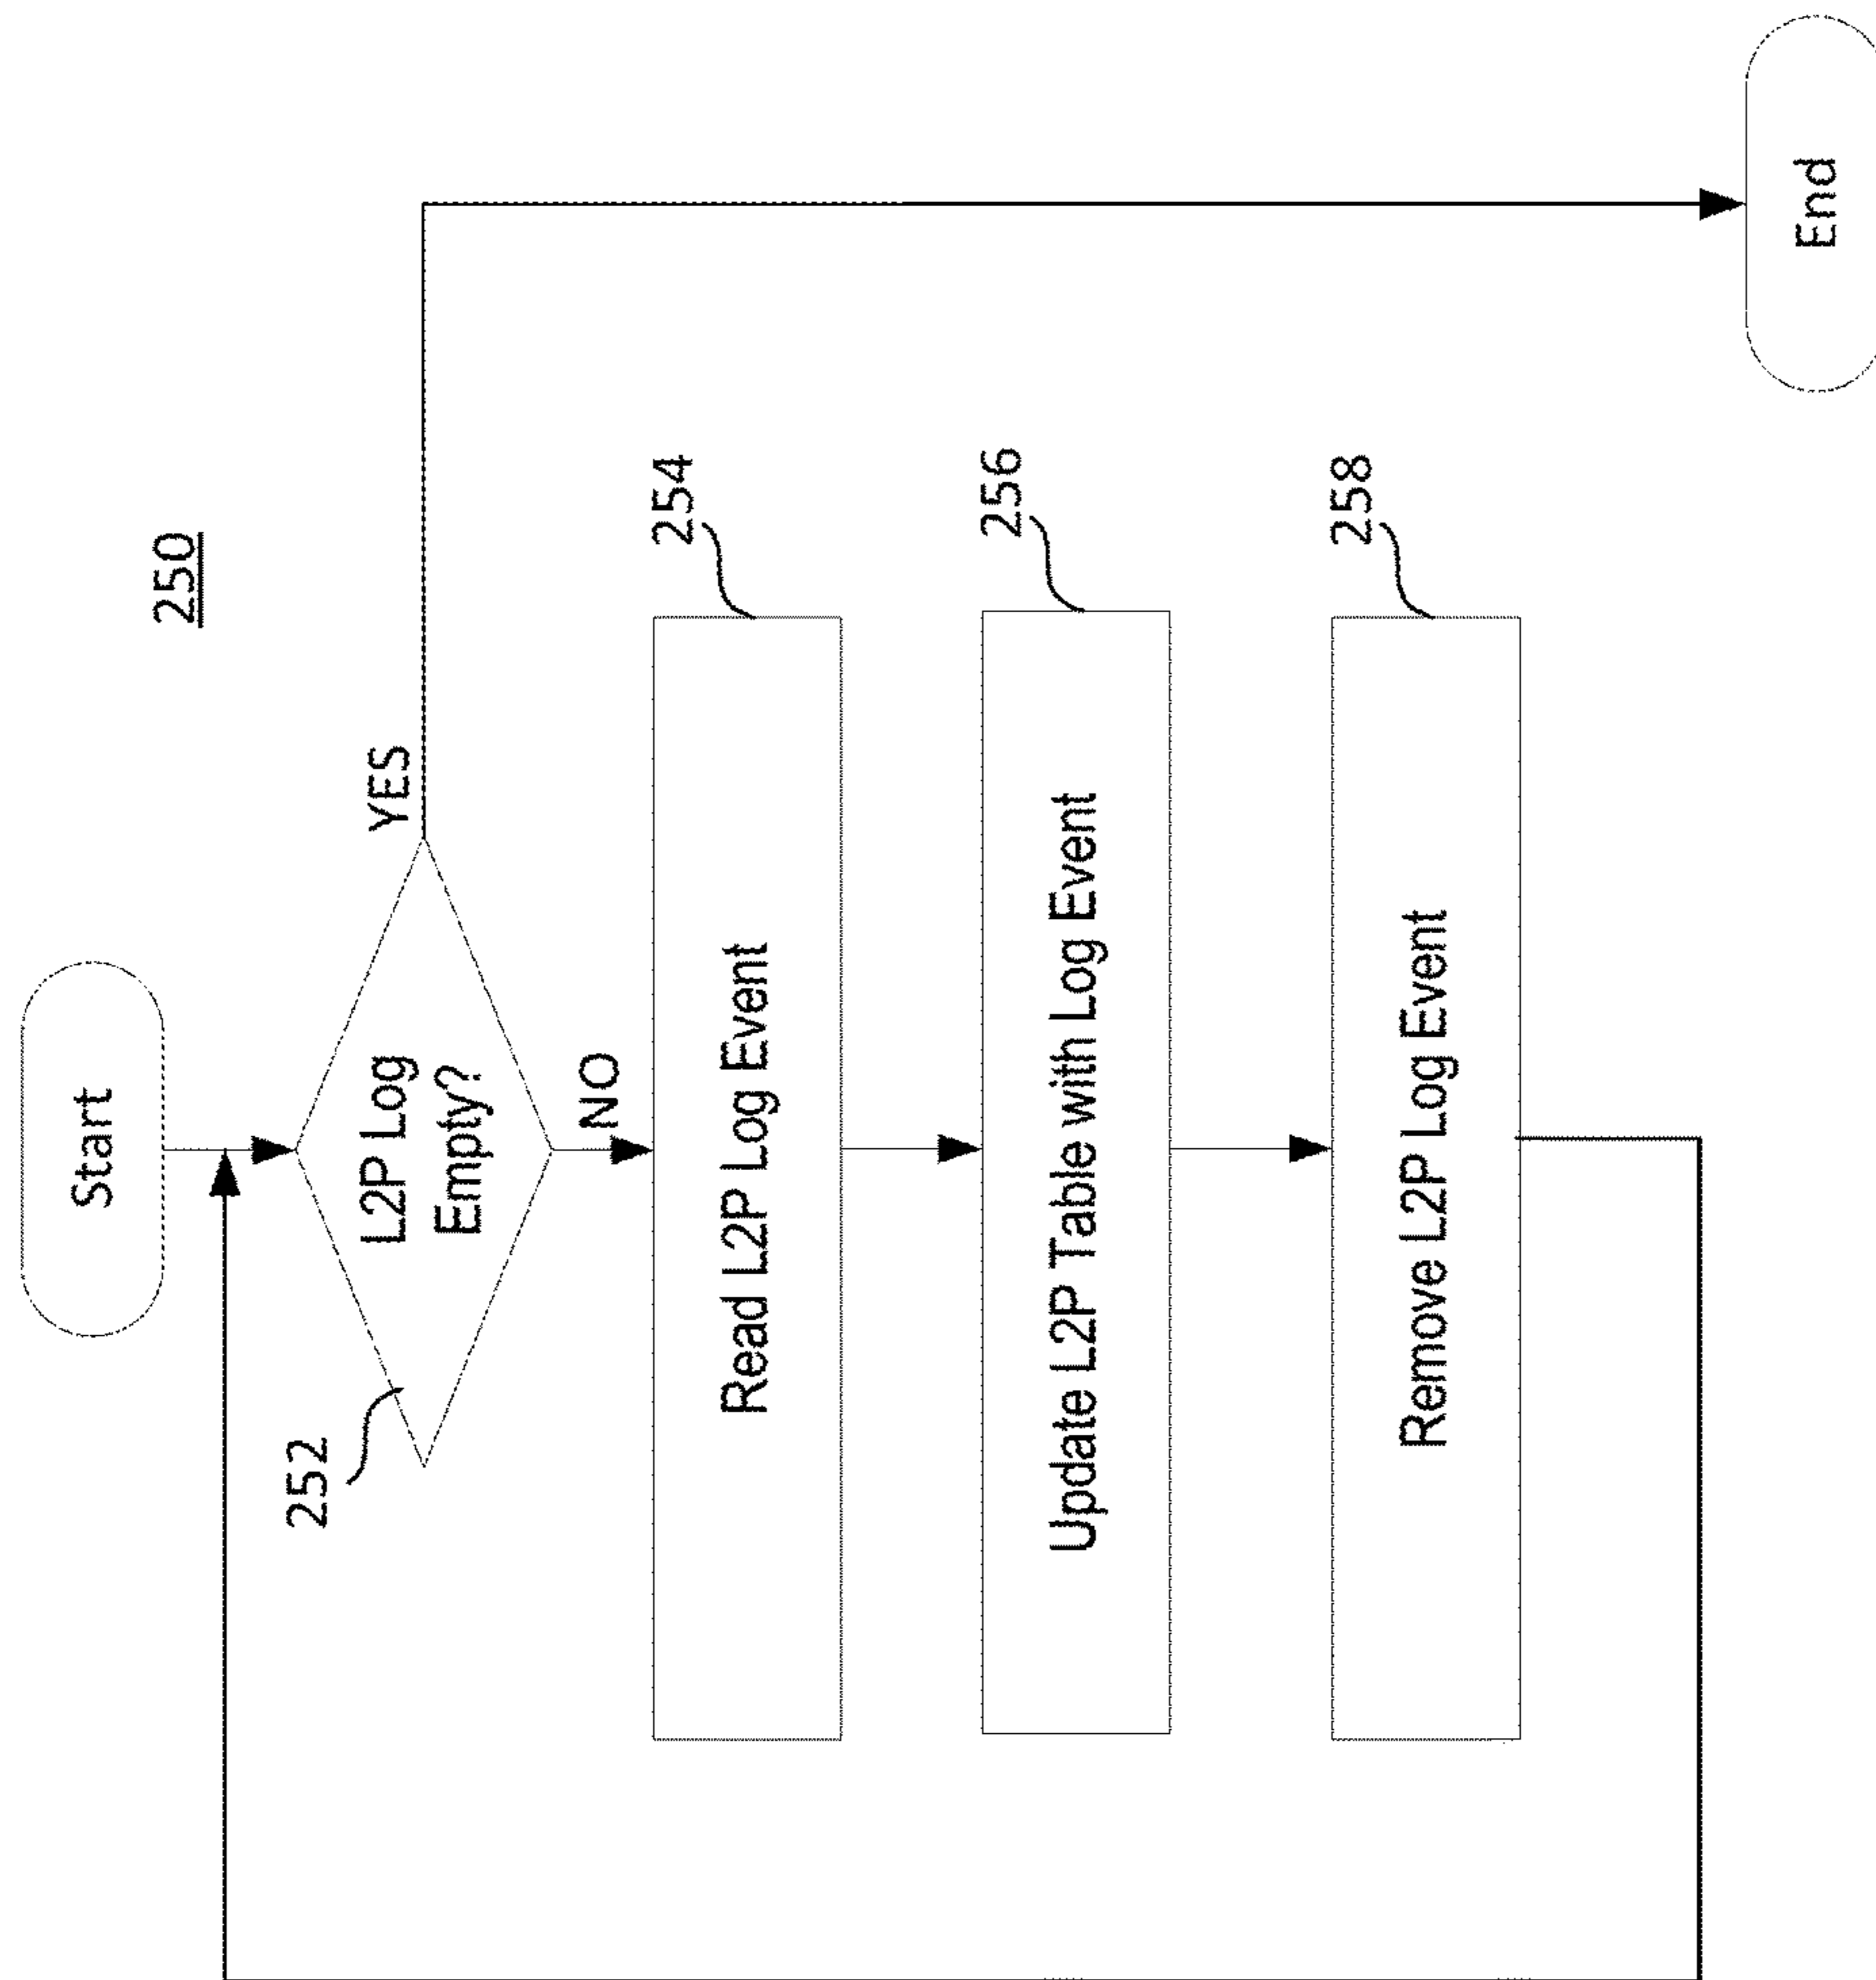 250
Start
252
L2P Log
Empty?
YES
NO
Read L2P Log Event
254
Update L2P Table with Log Event
256
Remove L2P Log Event
258
End